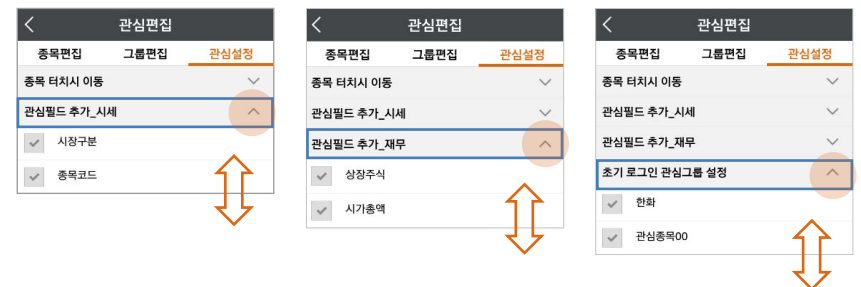 관심편집
종목편집 그룹편집 관심설정
종목 터치시 이동
관심필드 추가_시세
시장구분
종목코드
관심편집
종목편집 그룹편집 관심설정
종목 터치시 이동
관심필드 추가_시세
관심필드 추가_재무
상장주식
시가총액
관심편집
종목편집 그룹편집 관심설정
종목 터치시 이동
관심필드 추가_시세
관심필드 추가_재무
초기 로그인 관심그룹 설정
한화
관심종목00